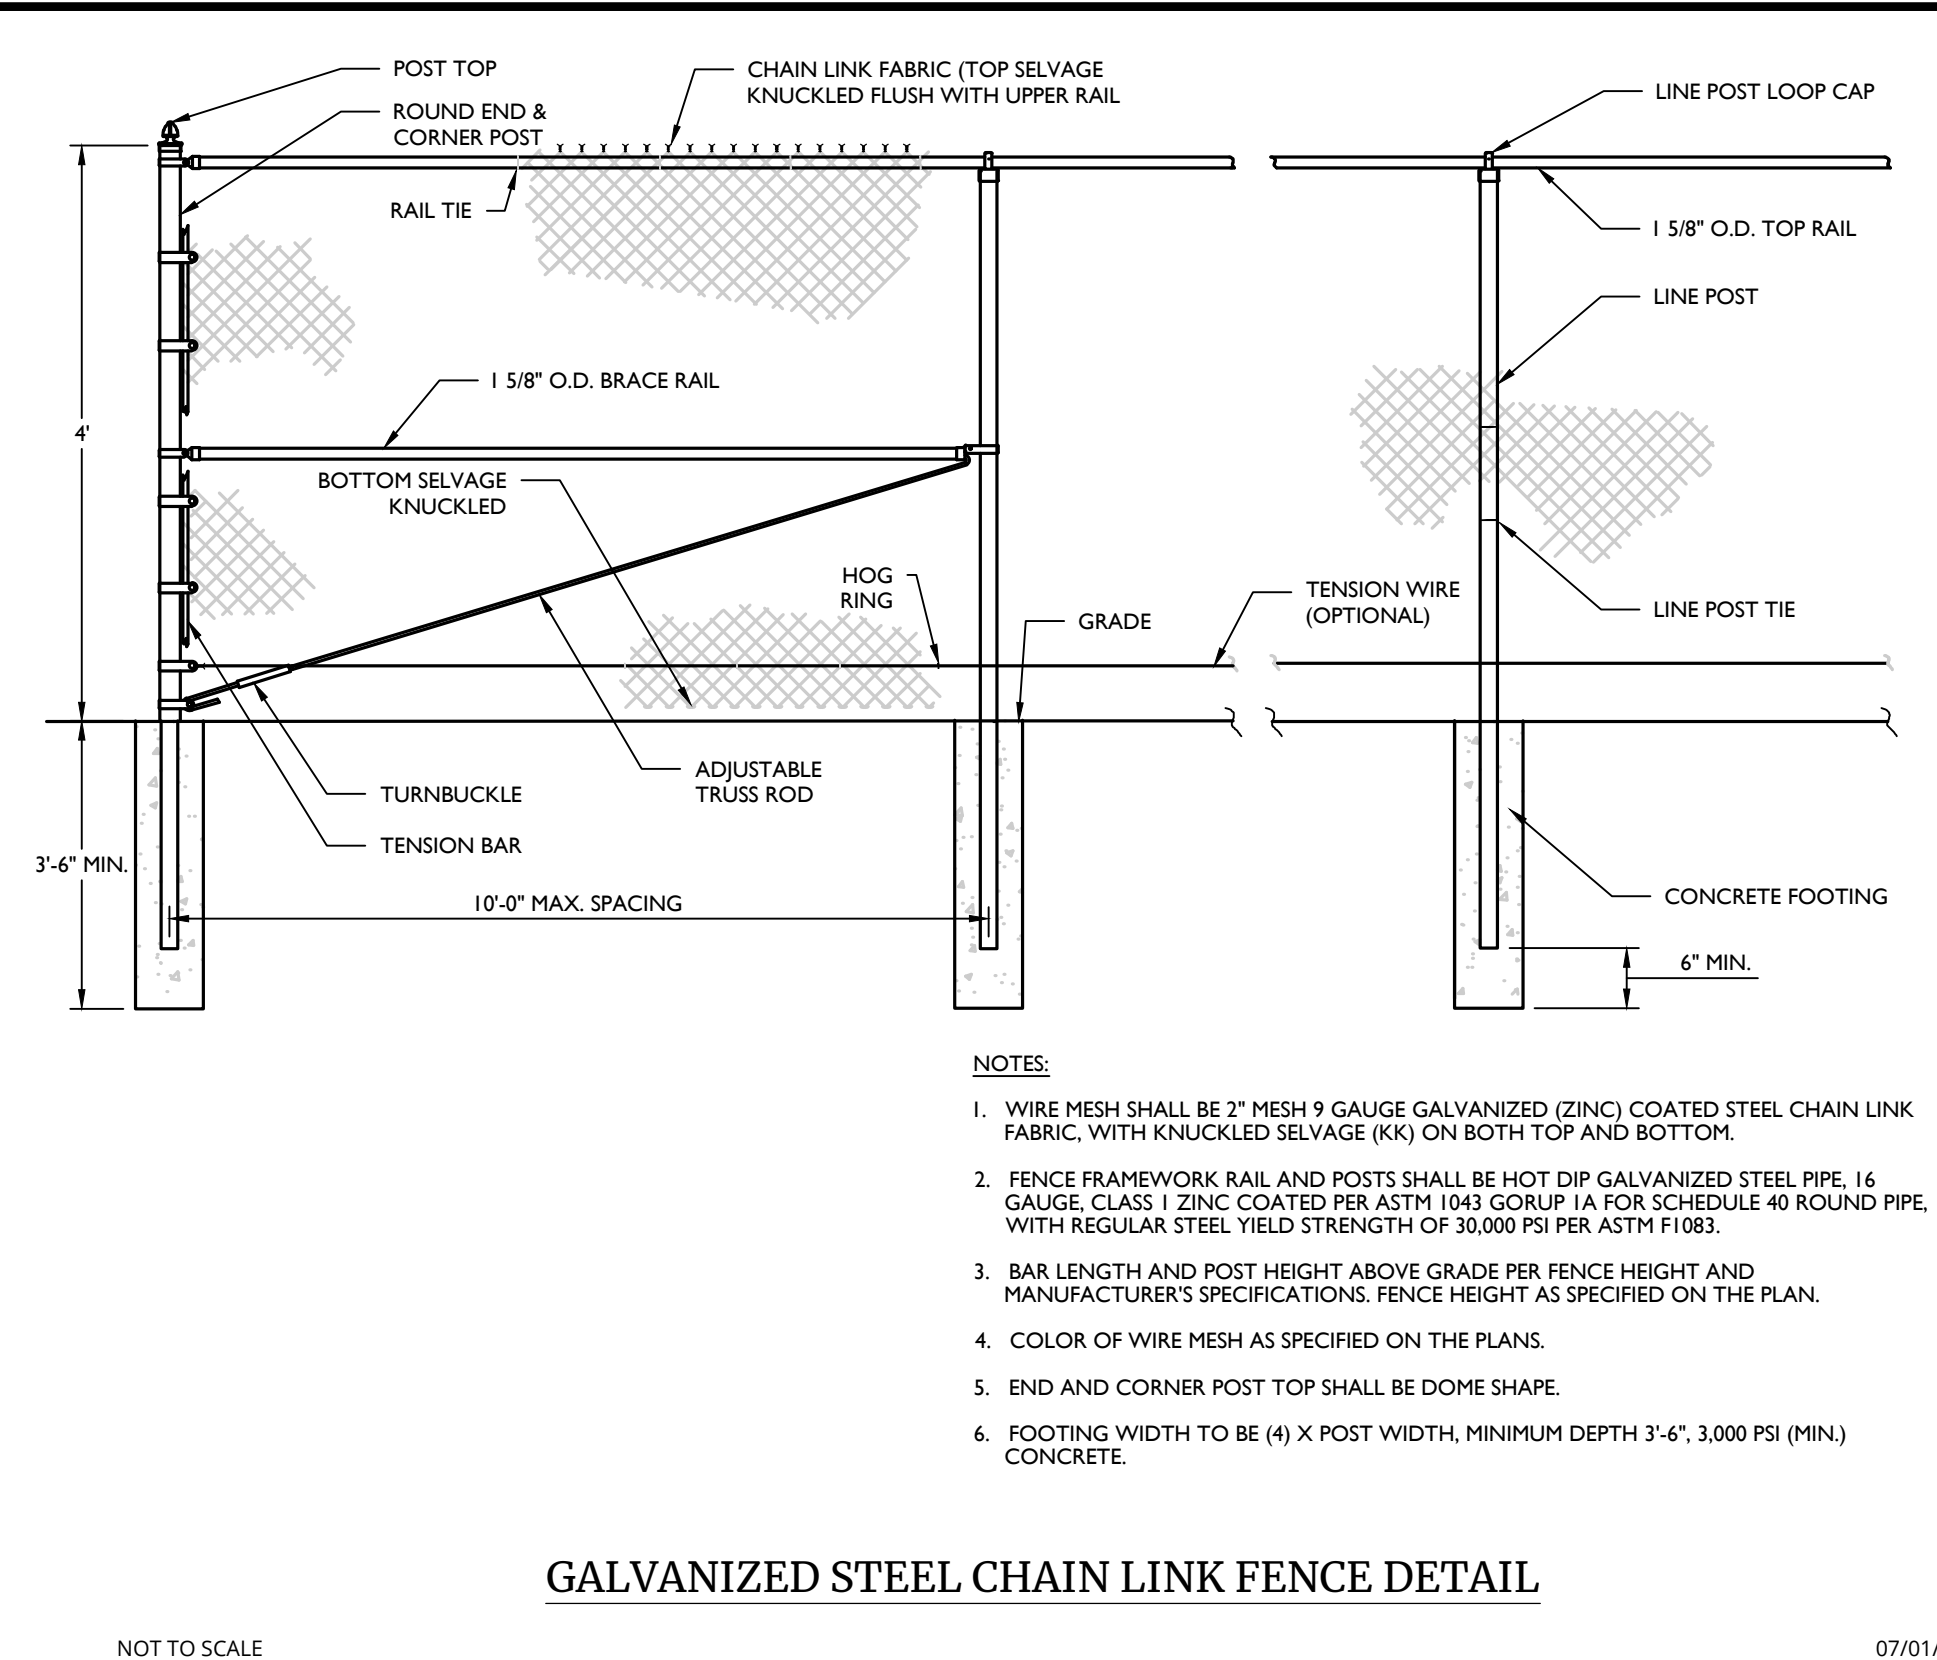 POST TOP
ROUND END &
CORNER POST
CHAIN LINK FABRIC (TOP SELVAGE
KNUCKLED FLUSH WITH UPPER RAIL
LINE POST LOOP CAP
RAIL TIE
1 5/8" O.D. TOP RAIL
LINE POST
1 5/8" O.D. BRACE RAIL
4'
BOTTOM SELVAGE
KNUCKLED
HOG
RING
TENSION WIRE
(OPTIONAL)
GRADE
LINE POST TIE
ADJUSTABLE
TRUSS ROD
TURNBUCKLE
TENSION BAR
3'-6" MIN.
10'-0" MAX. SPACING
CONCRETE FOOTING
6" MIN.
NOTES:
1. WIRE MESH SHALL BE 2" MESH 9 GAUGE GALVANIZED (ZINC) COATED STEEL CHAIN LINK
FABRIC, WITH KNUCKLED SELVAGE (KK) ON BOTH TOP AND BOTTOM.
2. FENCE FRAMEWORK RAIL AND POSTS SHALL BE HOT DIP GALVANIZED STEEL PIPE, 16
GAUGE, CLASS 1 ZINC COATED PER ASTM 1043 GORUP 1A FOR SCHEDULE 40 ROUND PIPE,
WITH REGULAR STEEL YIELD STRENGTH OF 30,000 PSI PER ASTM F1083.
3. BAR LENGTH AND POST HEIGHT ABOVE GRADE PER FENCE HEIGHT AND
MANUFACTURER'S SPECIFICATIONS. FENCE HEIGHT AS SPECIFIED ON THE PLAN.
4. COLOR OF WIRE MESH AS SPECIFIED ON THE PLANS.
5. END AND CORNER POST TOP SHALL BE DOME SHAPE.
6. FOOTING WIDTH TO BE (4) X POST WIDTH, MINIMUM DEPTH 3'-6", 3,000 PSI (MIN.)
CONCRETE.
GALVANIZED STEEL CHAIN LINK FENCE DETAIL
NOT TO SCALE
07/01/